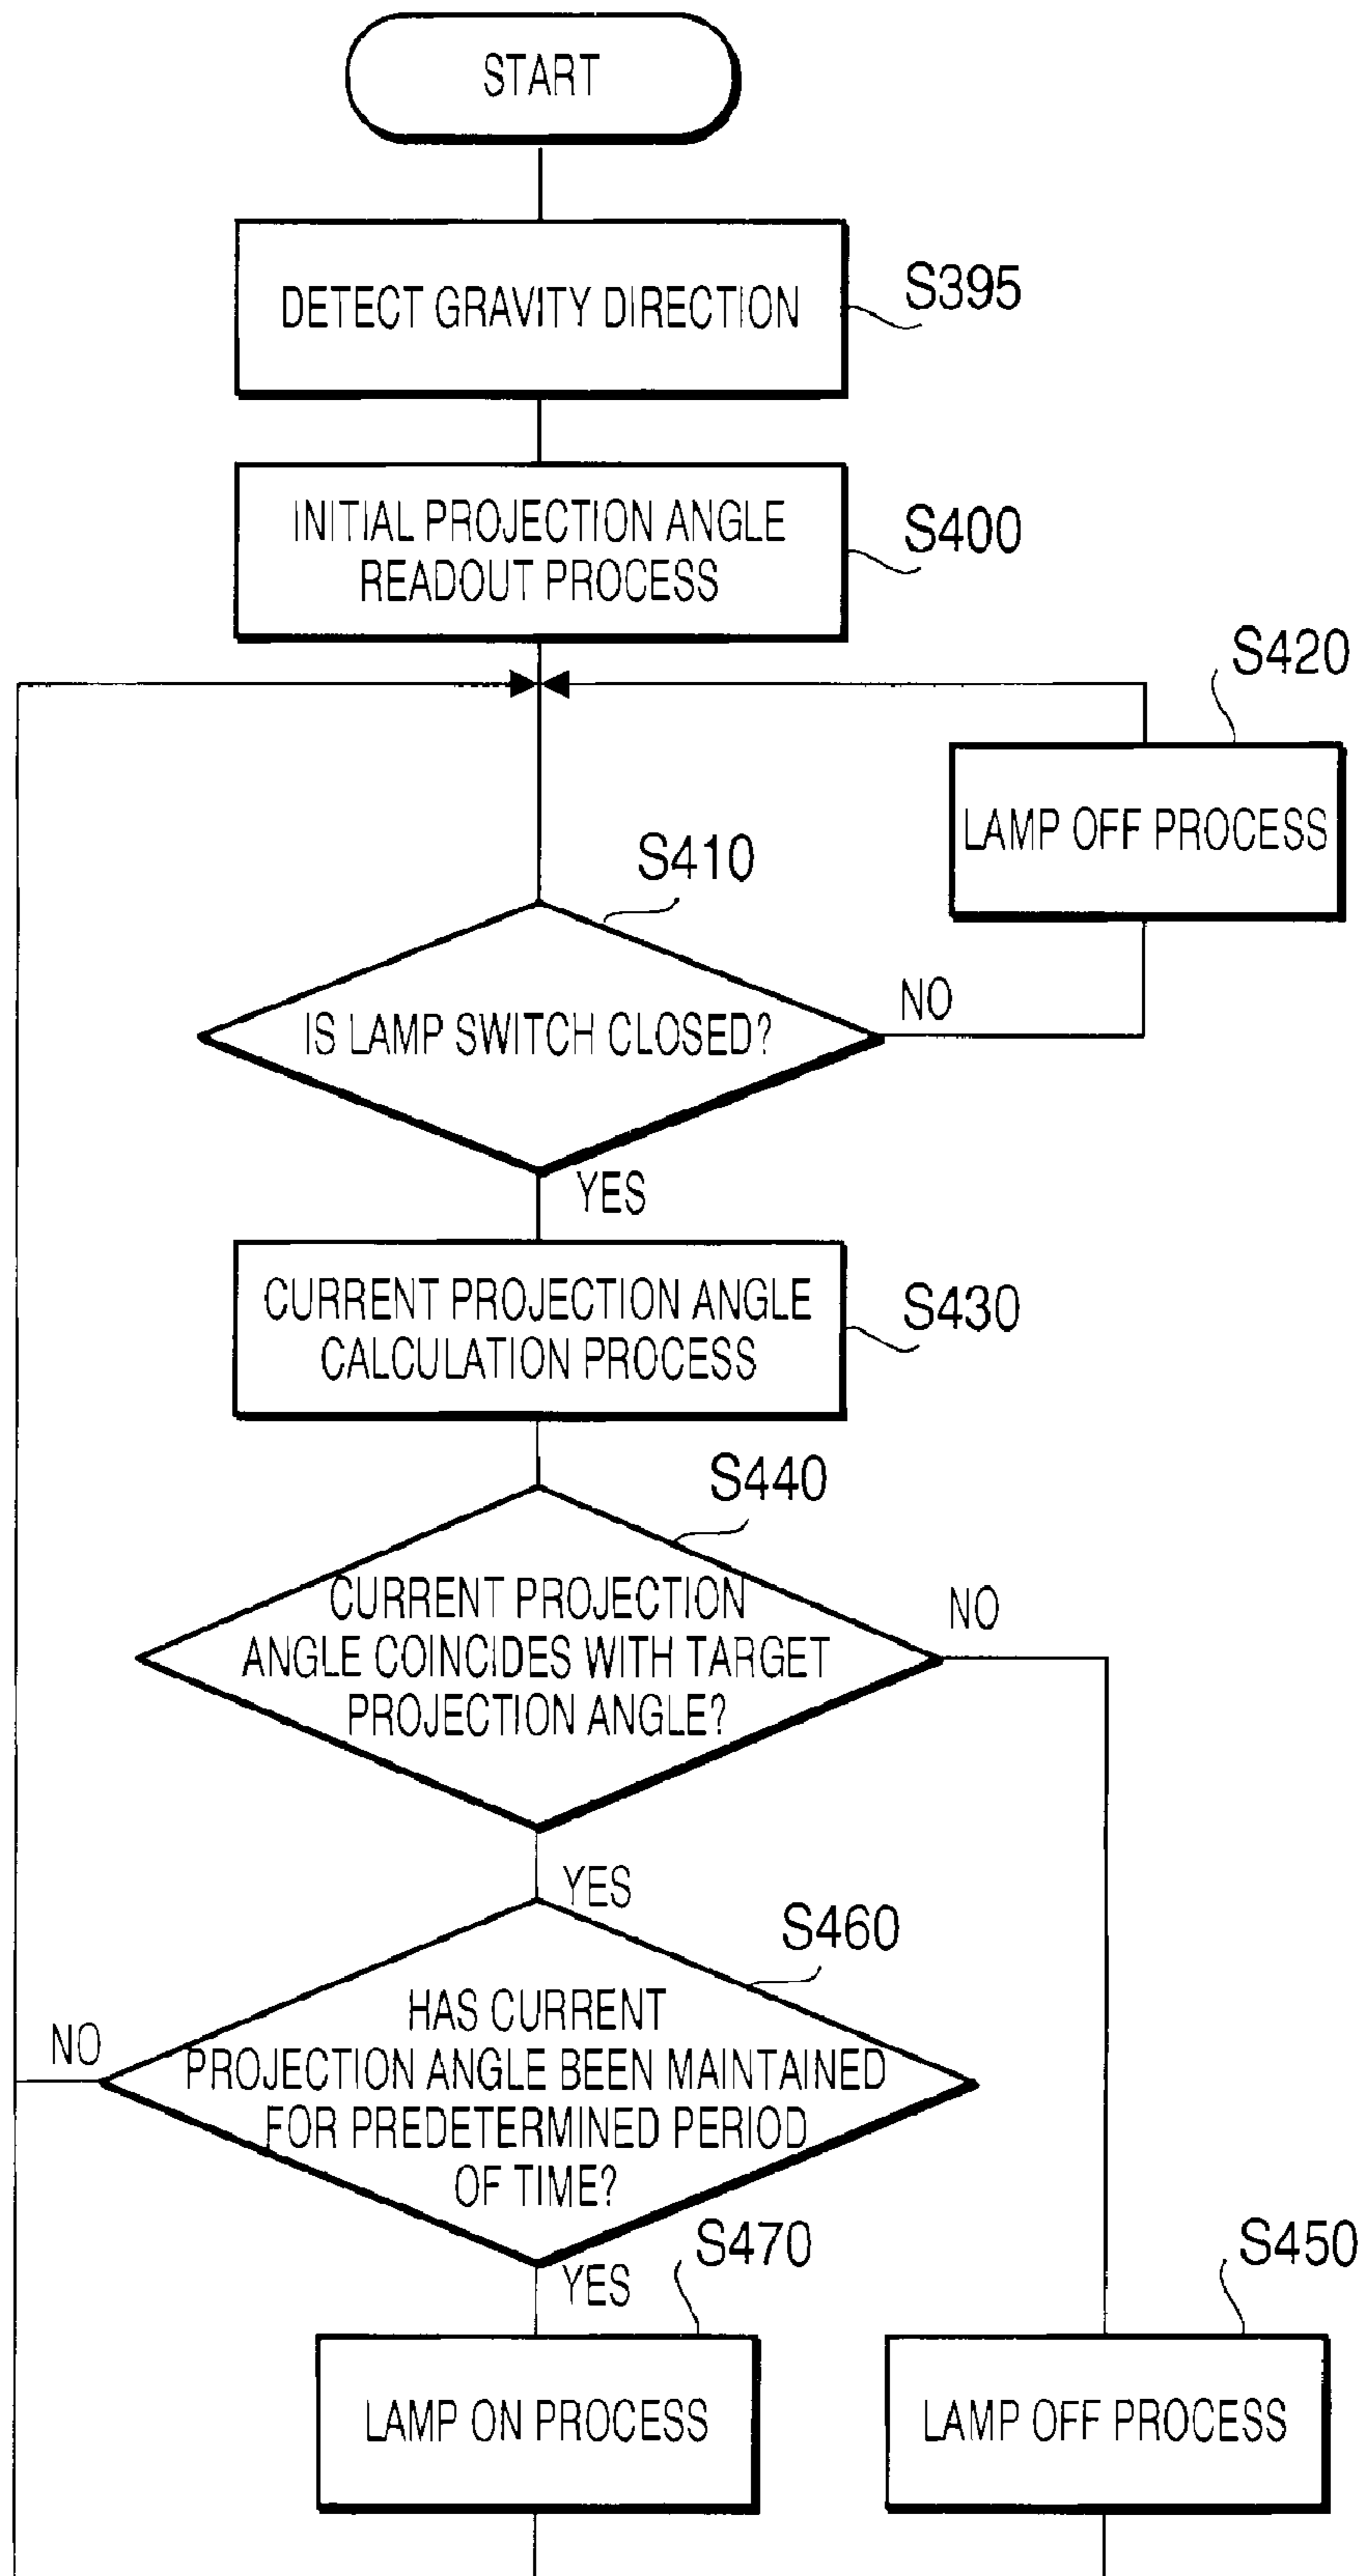 START
DETECT GRAVITY DIRECTION
S395
INITIAL PROJECTION ANGLE
READOUT PROCESS
S400
S420
LAMP OFF PROCESS
S410
IS LAMP SWITCH CLOSED?
NO
YES
CURRENT PROJECTION ANGLE
CALCULATION PROCESS
S430
S440
CURRENT PROJECTION
ANGLE COINCIDES WITH TARGET
PROJECTION ANGLE?
NO
YES
S460
HAS CURRENT
PROJECTION ANGLE BEEN MAINTAINED
FOR PREDETERMINED PERIOD
OF TIME?
NO
YES
S470
LAMP ON PROCESS
S450
LAMP OFF PROCESS